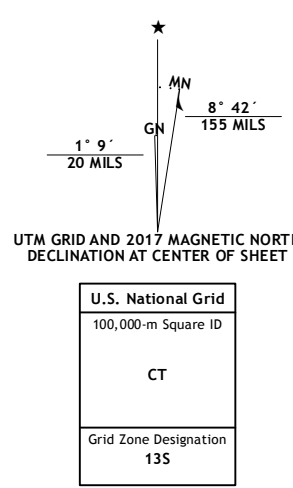 ★
MN
GN
8° 42´
155 MILS
1° 9´
20 MILS
UTM GRID AND 2017 MAGNETIC NORT
DECLINATION AT CENTER OF SHEET
U.S. National Grid
100,000-m Square ID
CT
Grid Zone Designation
13S